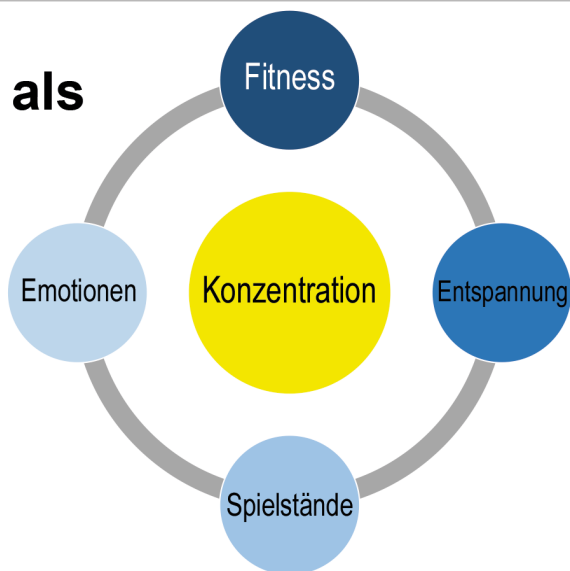 als
Fitness
Emotionen
Konzentration
Entspannung
Spielstände